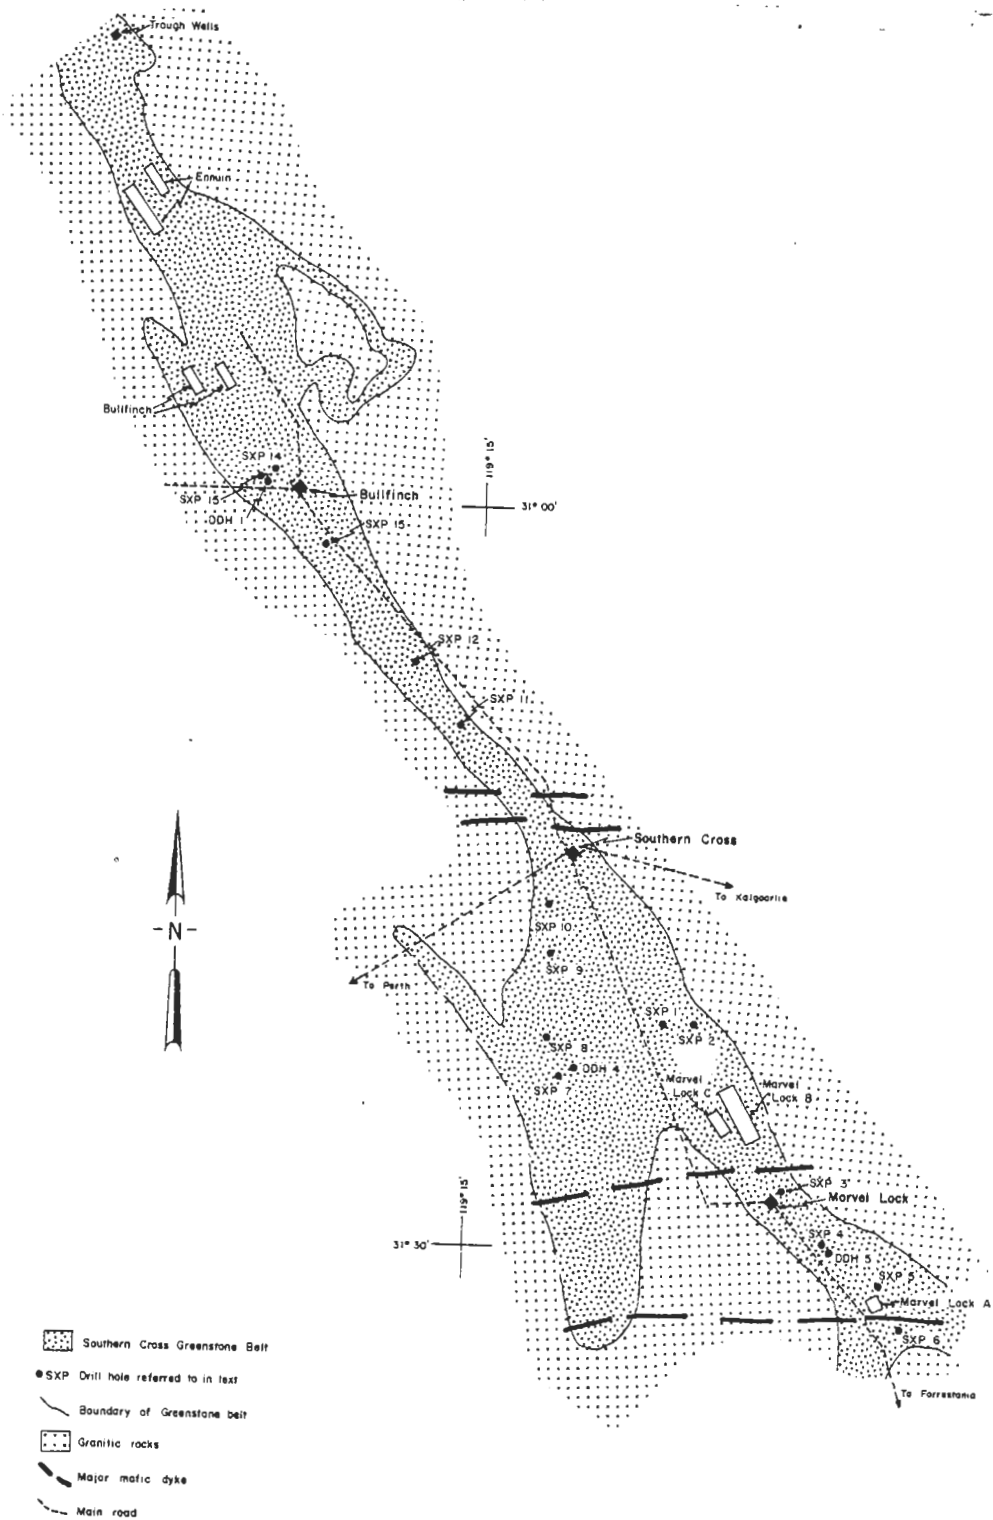 Trough Wells
Ennuin
Bullfinch
SXP 14
SXP 15
DDH 1
Bullfinch
119° 15'
31° 00'
SXP 15
SXP 12
SXP 11
Southern Cross
To Kalgoorlie
SXP 10
SXP 9
To Perth
N
SXP 1
SXP 2
SXP 8
DDH 4
SXP 7
Marvel
Lock C
Marvel
Lock B
SXP 3
Marvel Lock
119° 15'
31° 30'
SXP 4
DDH 5
SXP 5
Marvel Lock A
SXP 6
To Forrestania
Southern Cross Greenstone Belt
SXP Drill hole referred to in text
Boundary of Greenstone belt
Granitic rocks
Major mafic dyke
Main road